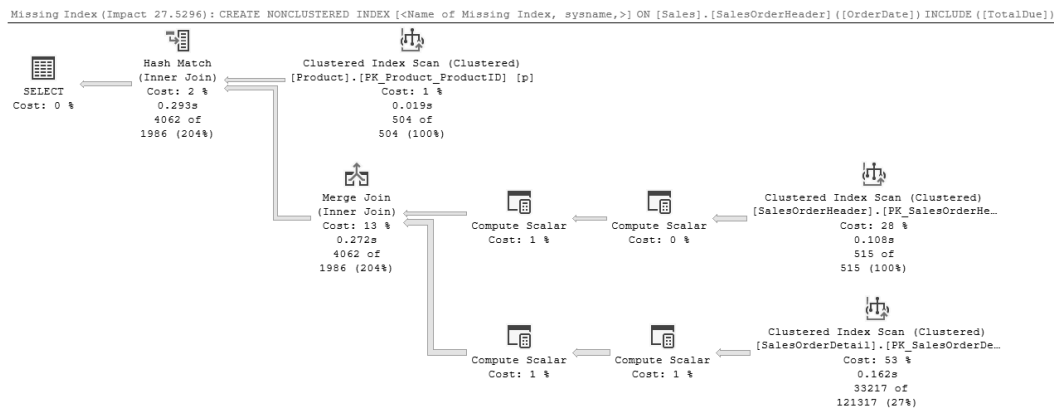 Missing Index (Impact 27.5296): CREATE NONCLUSTERED INDEX [<Name of Missing Index, sysname,>] ON [Sales].[SalesOrderHeader] ([OrderDate]) INCLUDE ([TotalDue])
SELECT
Cost: 0 %
Hash Match
(Inner Join)
Cost: 2 %
0.293s
4062 of
1986 (204%)
Clustered Index Scan (Clustered)
[Product].[PK_Product_ProductID] [p]
Cost: 1 %
0.019s
504 of
504 (100%)
Merge Join
(Inner Join)
Cost: 13 %
0.272s
4062 of
1986 (204%)
Compute Scalar
Cost: 1 %
Compute Scalar
Cost: 0 %
Clustered Index Scan (Clustered)
[SalesOrderHeader].[PK_SalesOrderHe…
Cost: 28 %
0.108s
515 of
515 (100%)
Compute Scalar
Cost: 1 %
Compute Scalar
Cost: 1 %
Clustered Index Scan (Clustered)
[SalesOrderDetail].[PK_SalesOrderDe…
Cost: 53 %
0.162s
33217 of
121317 (27%)